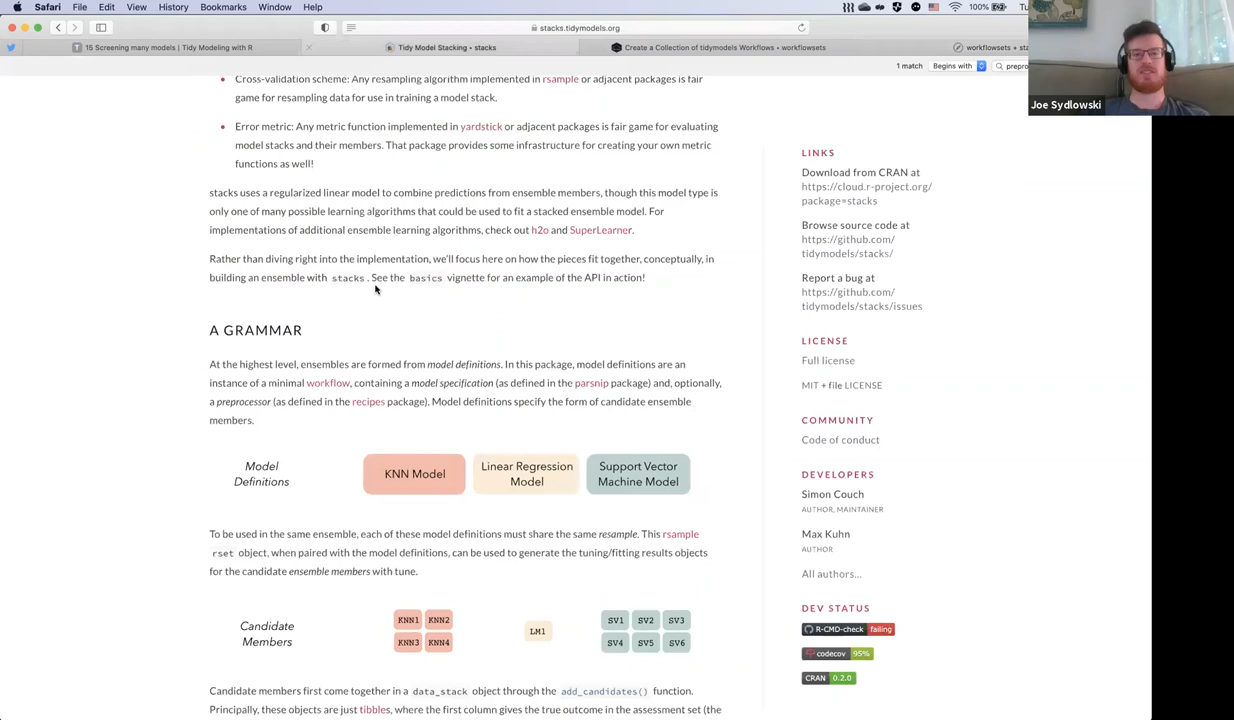 Safari File Edit View History Bookmarks Window Help 100%
stacks.tidymodels.org
15 Screening many models | Tidy Modeling with R
Tidy Model Stacking • stacks
Create a Collection of tidymodels Workflows • workflowsets
workflowsets + sta
1 match Begins with prepro
Joe Sydlowski
• Cross-validation scheme: Any resampling algorithm implemented in rsample or adjacent packages is fair
game for resampling data for use in training a model stack.
• Error metric: Any metric function implemented in yardstick or adjacent packages is fair game for evaluating
model stacks and their members. That package provides some infrastructure for creating your own metric
functions as well!
stacks uses a regularized linear model to combine predictions from ensemble members, though this model type is
only one of many possible learning algorithms that could be used to fit a stacked ensemble model. For
implementations of additional ensemble learning algorithms, check out h2o and SuperLearner.
Rather than diving right into the implementation, we'll focus here on how the pieces fit together, conceptually, in
building an ensemble with stacks. See the basics vignette for an example of the API in action!
A GRAMMAR
At the highest level, ensembles are formed from model definitions. In this package, model definitions are an
instance of a minimal workflow, containing a model specification (as defined in the parsnip package) and, optionally,
a preprocessor (as defined in the recipes package). Model definitions specify the form of candidate ensemble
members.
Model
Definitions
KNN Model
Linear Regression
Model
Support Vector
Machine Model
To be used in the same ensemble, each of these model definitions must share the same resample. This rsample
rset object, when paired with the model definitions, can be used to generate the tuning/fitting results objects
for the candidate ensemble members with tune.
Candidate
Members
KNN1 KNN2
KNN3 KNN4
LM1
SV1 SV2 SV3
SV4 SV5 SV6
Candidate members first come together in a data_stack object through the add_candidates() function.
Principally, these objects are just tibbles, where the first column gives the true outcome in the assessment set (the
LINKS
Download from CRAN at
https://cloud.r-project.org/
package=stacks
Browse source code at
https://github.com/
tidymodels/stacks/
Report a bug at
https://github.com/
tidymodels/stacks/issues
LICENSE
Full license
MIT + file LICENSE
COMMUNITY
Code of conduct
DEVELOPERS
Simon Couch
AUTHOR, MAINTAINER
Max Kuhn
AUTHOR
All authors...
DEV STATUS
R-CMD-check failing
codecov 95%
CRAN 0.2.0